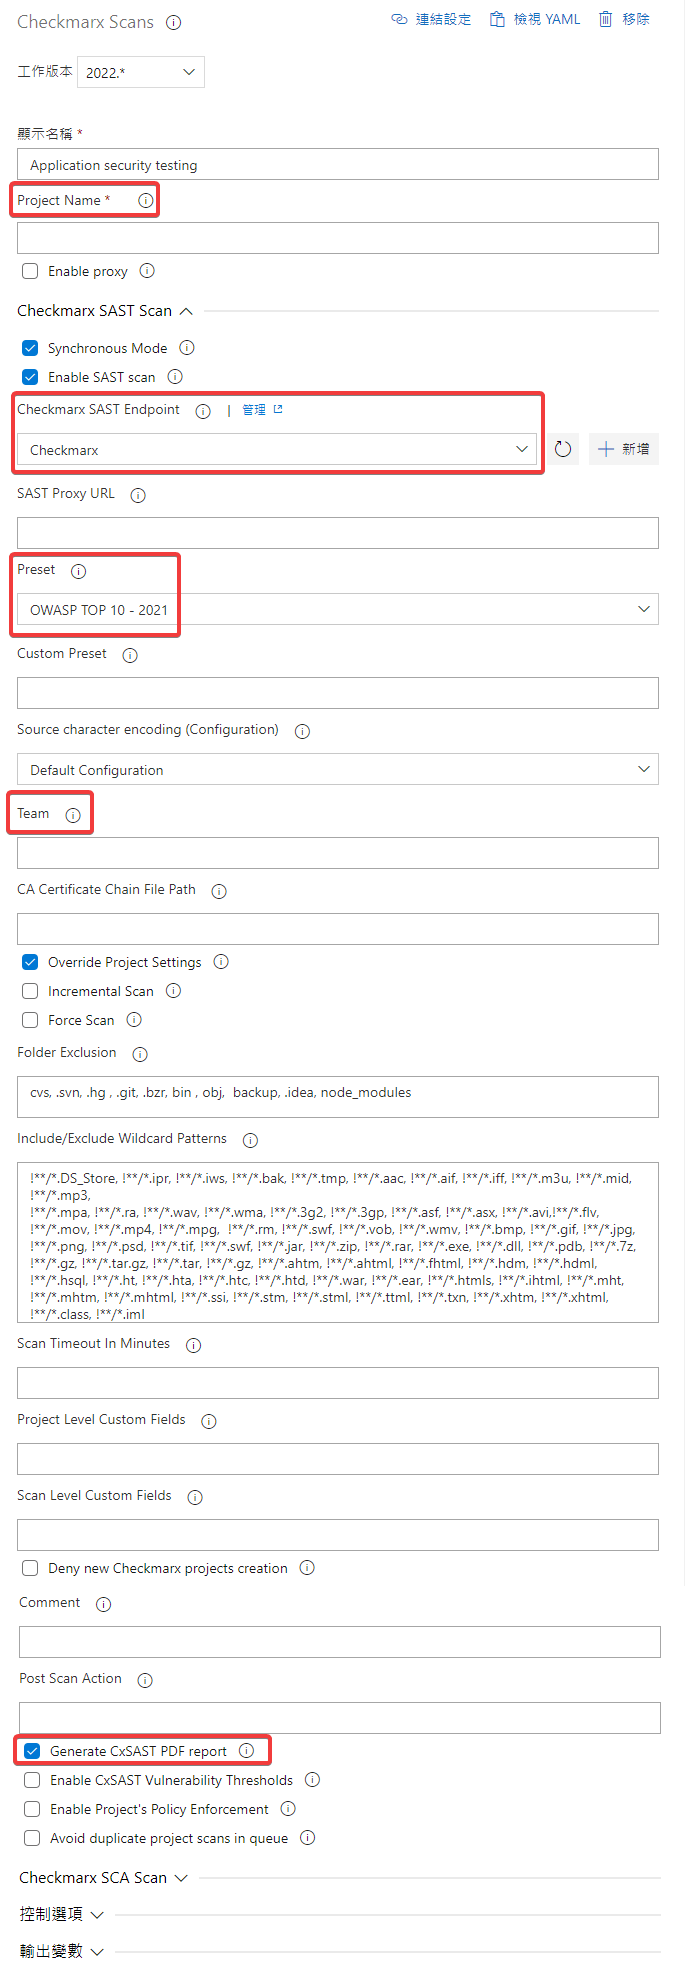 Checkmarx Scans
連結設定 檢視 YAML 移除
工作版本 2022.*
顯示名稱 *
Application security testing
Project Name *
Enable proxy
Checkmarx SAST Scan
Synchronous Mode
Enable SAST scan
Checkmarx SAST Endpoint | 管理
Checkmarx 新增
SAST Proxy URL
Preset
OWASP TOP 10 - 2021
Custom Preset
Source character encoding (Configuration)
Default Configuration
Team
CA Certificate Chain File Path
Override Project Settings
Incremental Scan
Force Scan
Folder Exclusion
cvs, .svn, .hg , .git, .bzr, bin , obj,  backup, .idea, node_modules
Include/Exclude Wildcard Patterns
!**/*.DS_Store, !**/*.ipr, !**/*.iws, !**/*.bak, !**/*.tmp, !**/*.aac, !**/*.aif, !**/*.iff, !**/*.m3u, !**/*.mid,
!**/*.mp3,
!**/*.mpa, !**/*.ra, !**/*.wav, !**/*.wma, !**/*.3g2, !**/*.3gp, !**/*.asf, !**/*.asx, !**/*.avi,!**/*.flv,
!**/*.mov, !**/*.mp4, !**/*.mpg,  !**/*.rm, !**/*.swf, !**/*.vob, !**/*.wmv, !**/*.bmp, !**/*.gif, !**/*.jpg,
!**/*.png, !**/*.psd, !**/*.tif, !**/*.swf, !**/*.jar, !**/*.zip, !**/*.rar, !**/*.exe, !**/*.dll, !**/*.pdb, !**/*.7z,
!**/*.gz, !**/*.tar.gz, !**/*.tar, !**/*.gz, !**/*.ahtm, !**/*.ahtml, !**/*.fhtml, !**/*.hdm, !**/*.hdml,
!**/*.hsql, !**/*.ht, !**/*.hta, !**/*.htc, !**/*.htd, !**/*.war, !**/*.ear, !**/*.htmls, !**/*.ihtml, !**/*.mht,
!**/*.mhtm, !**/*.mhtml, !**/*.ssi, !**/*.stm, !**/*.stml, !**/*.ttml, !**/*.txn, !**/*.xhtm, !**/*.xhtml,
!**/*.class, !**/*.iml
Scan Timeout In Minutes
Project Level Custom Fields
Scan Level Custom Fields
Deny new Checkmarx projects creation
Comment
Post Scan Action
Generate CxSAST PDF report
Enable CxSAST Vulnerability Thresholds
Enable Project's Policy Enforcement
Avoid duplicate project scans in queue
Checkmarx SCA Scan
控制選項
輸出變數